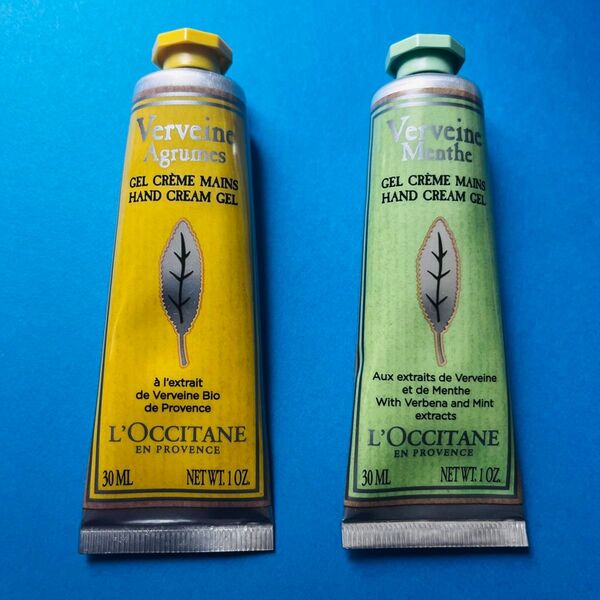 Verveine
Agrumes
GEL CRÈME MAINS
HAND CREAM GEL
à l'extrait
de Verveine Bio
de Provence
L'OCCITANE
EN PROVENCE
30 ML NET WT. 1 OZ.
Verveine
Menthe
GEL CRÈME MAINS
HAND CREAM GEL
Aux extraits de Verveine
et de Menthe
With Verbena and Mint
extracts
L'OCCITANE
EN PROVENCE
30 ML NET WT. 1 OZ.